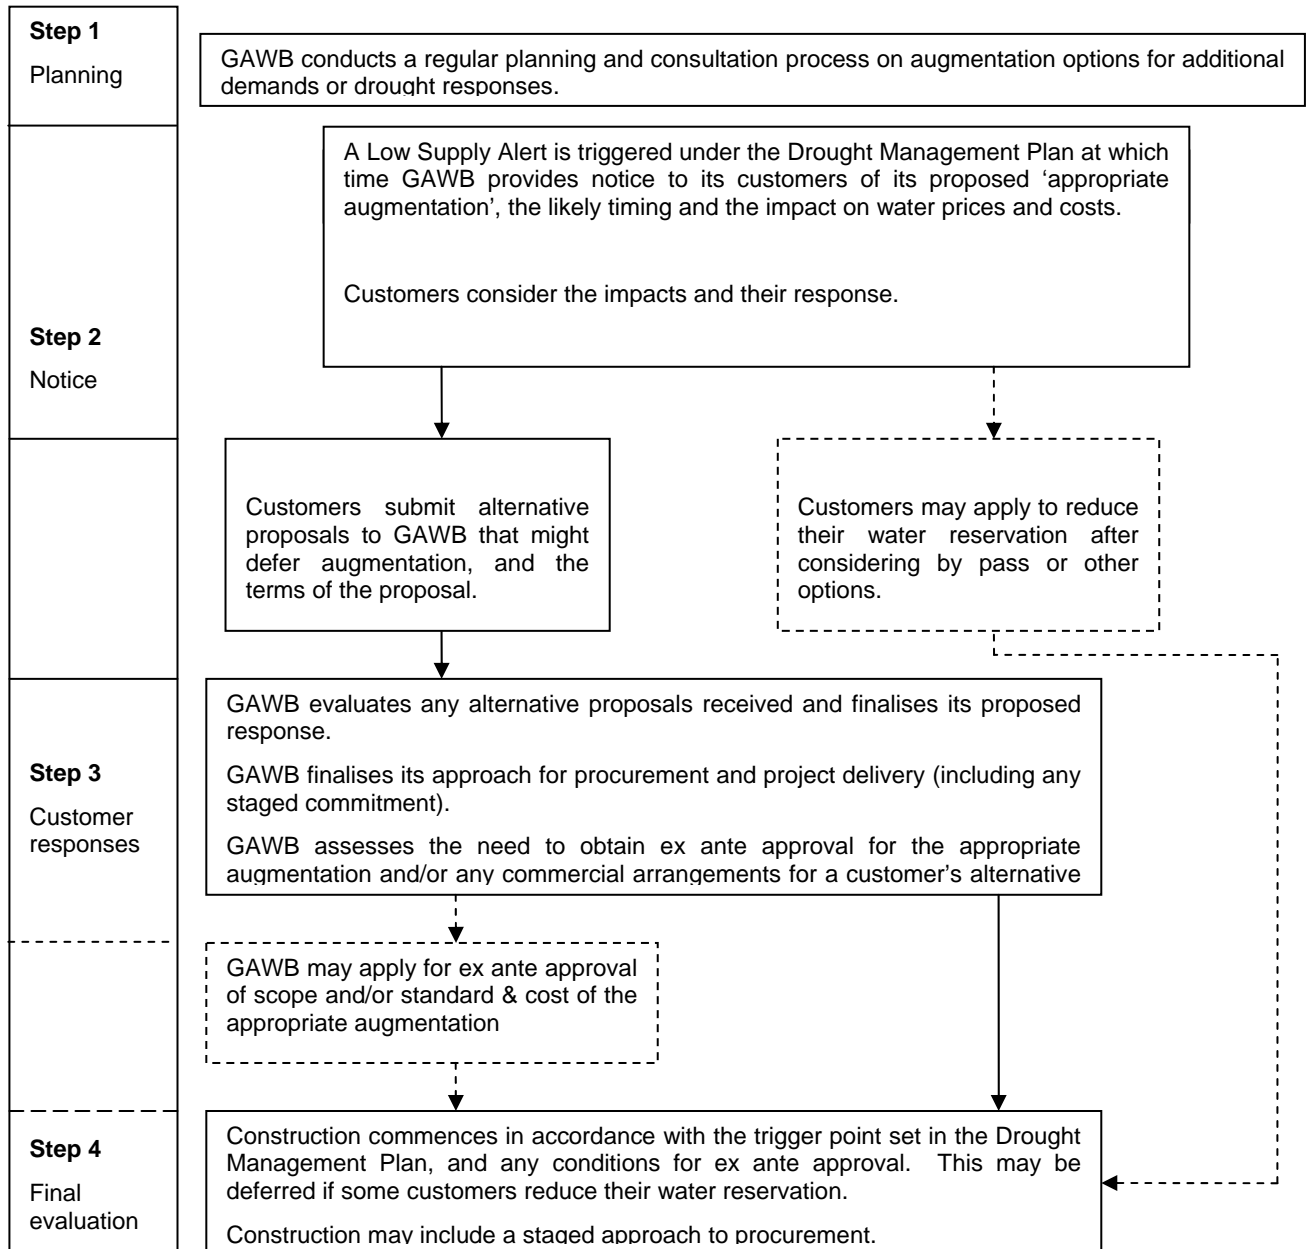 Step 1
Planning
GAWB conducts a regular planning and consultation process on augmentation options for additional
demands or drought responses.
A Low Supply Alert is triggered under the Drought Management Plan at which
time GAWB provides notice to its customers of its proposed ‘appropriate
augmentation’, the likely timing and the impact on water prices and costs.
Customers consider the impacts and their response.
Step 2
Notice
Customers submit alternative
proposals to GAWB that might
defer augmentation, and the
terms of the proposal.
Customers may apply to reduce
their water reservation after
considering by pass or other
options.
Step 3
Customer
responses
GAWB evaluates any alternative proposals received and finalises its proposed
response.
GAWB finalises its approach for procurement and project delivery (including any
staged commitment).
GAWB assesses the need to obtain ex ante approval for the appropriate
augmentation and/or any commercial arrangements for a customer’s alternative
GAWB may apply for ex ante approval
of scope and/or standard & cost of the
appropriate augmentation
Step 4
Final
evaluation
Construction commences in accordance with the trigger point set in the Drought
Management Plan, and any conditions for ex ante approval. This may be
deferred if some customers reduce their water reservation.
Construction may include a staged approach to procurement.